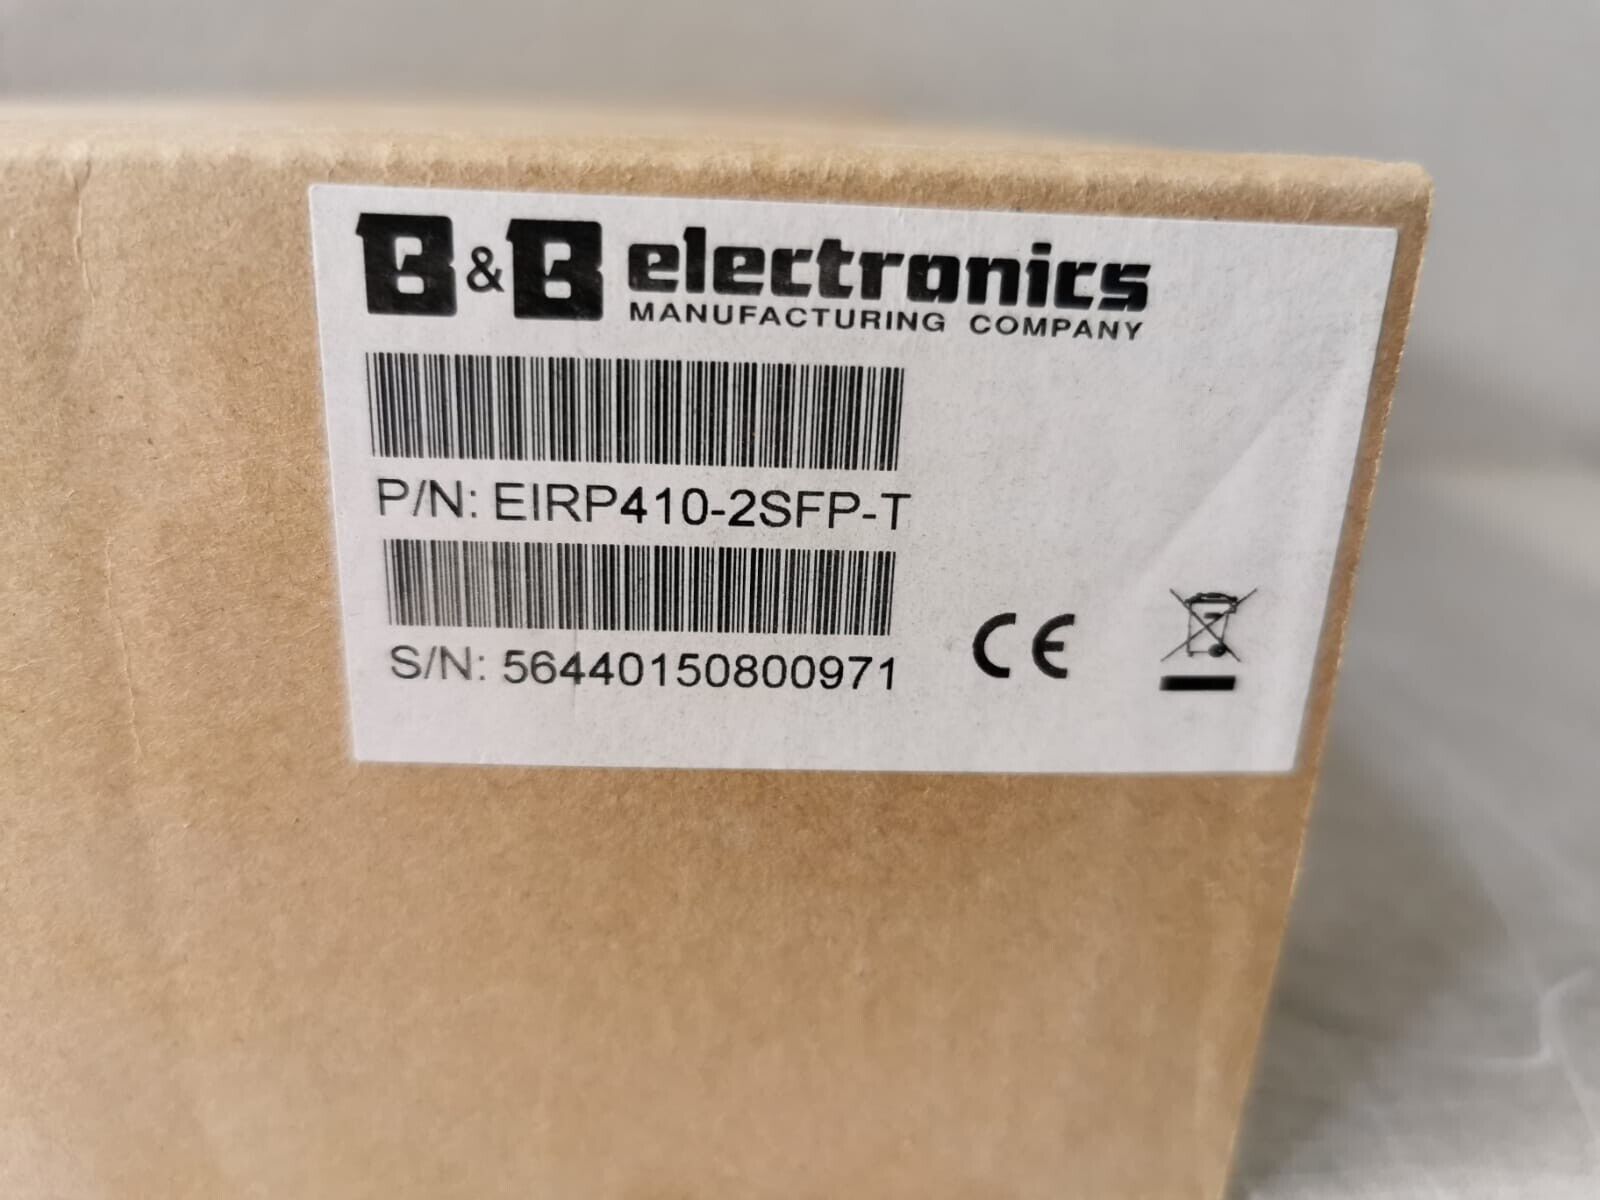 B&B electronics
MANUFACTURING COMPANY
P/N: EIRP410-2SFP-T
S/N: 56440150800971
CE